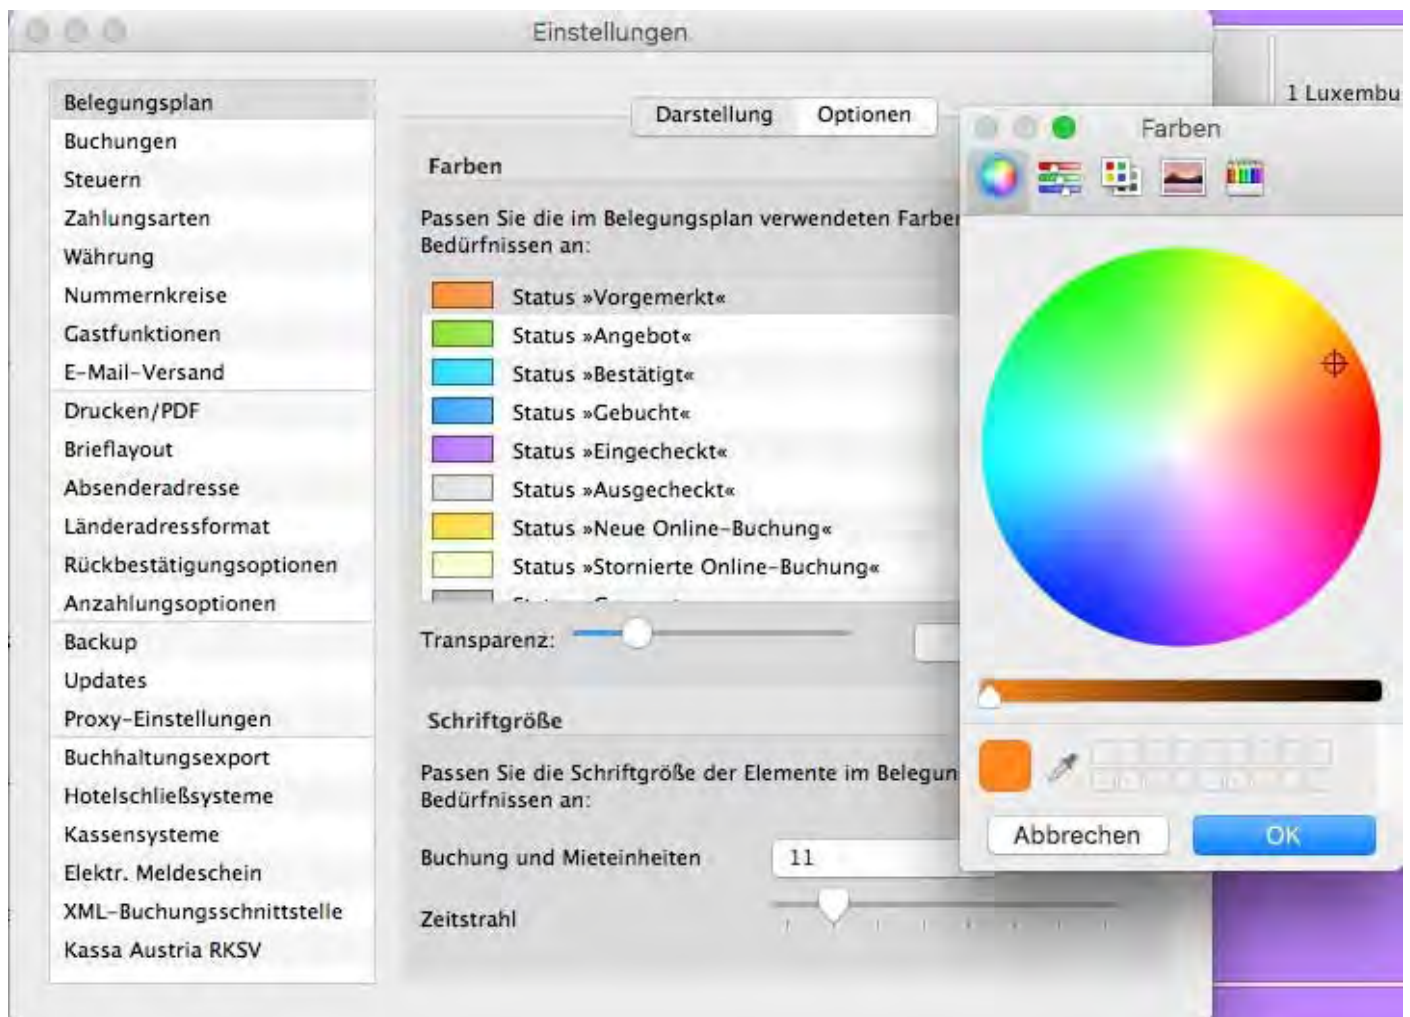 Einstellungen
Belegungsplan
Buchungen
Steuern
Zahlungsarten
Währung
Nummernkreise
Gastfunktionen
E-Mail-Versand
Drucken/PDF
Brieflayout
Absenderadresse
Länderadressformat
Rückbestätigungsoptionen
Anzahlungsoptionen
Backup
Updates
Proxy-Einstellungen
Buchhaltungsexport
Hotelschließsysteme
Kassensysteme
Elektr. Meldeschein
XML-Buchungsschnittstelle
Kassa Austria RKSV
Darstellung Optionen
Farben
Passen Sie die im Belegungsplan verwendeten Farbe
Bedürfnissen an:
Status »Vorgemerkt«
Status »Angebot«
Status »Bestätigt«
Status »Gebucht«
Status »Eingecheckt«
Status »Ausgecheckt«
Status »Neue Online-Buchung«
Status »Stornierte Online-Buchung«
Transparenz:
Schriftgröße
Passen Sie die Schriftgröße der Elemente im Belegun
Bedürfnissen an:
Buchung und Mieteinheiten 11
Zeitstrahl
1 Luxembu
Farben
Abbrechen OK